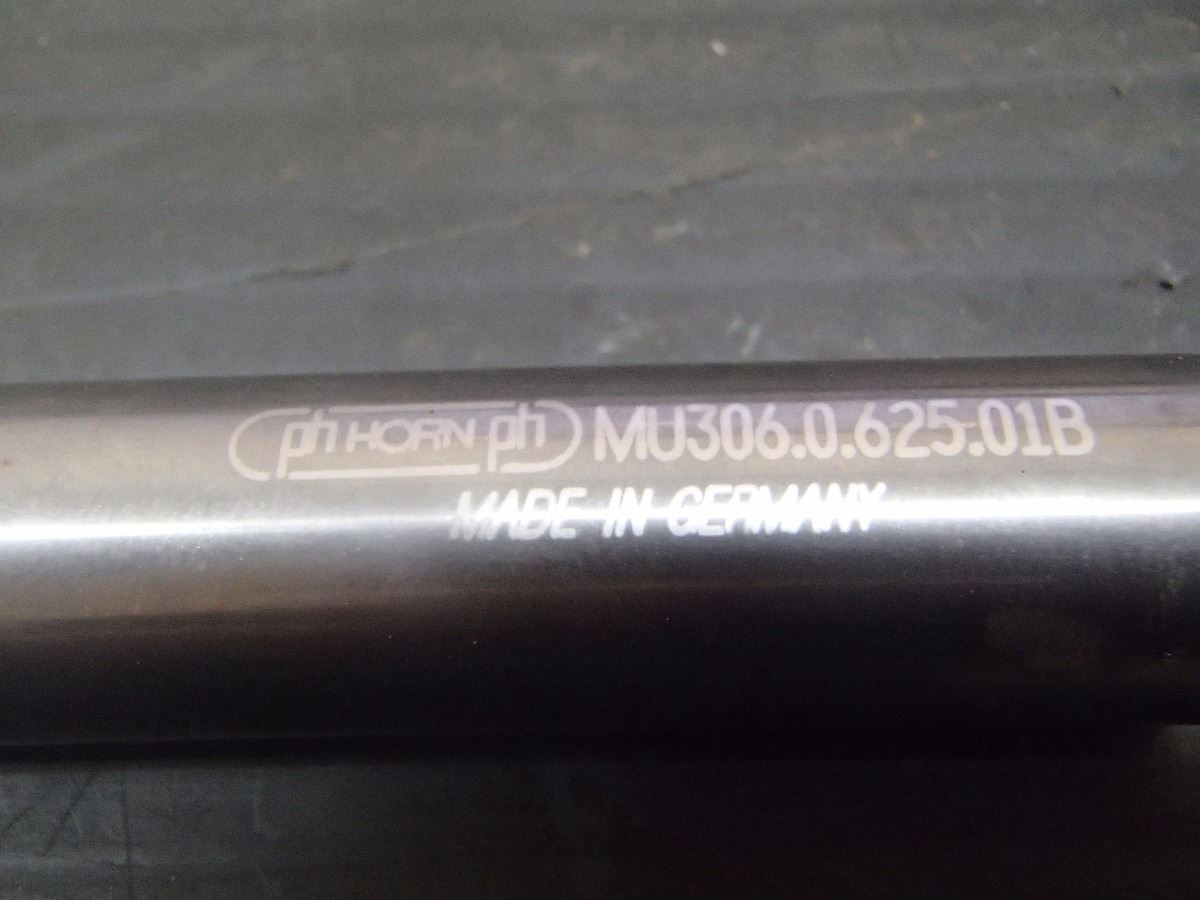 ph HORN ph MU306.0.625.01B
MADE IN GERMANY